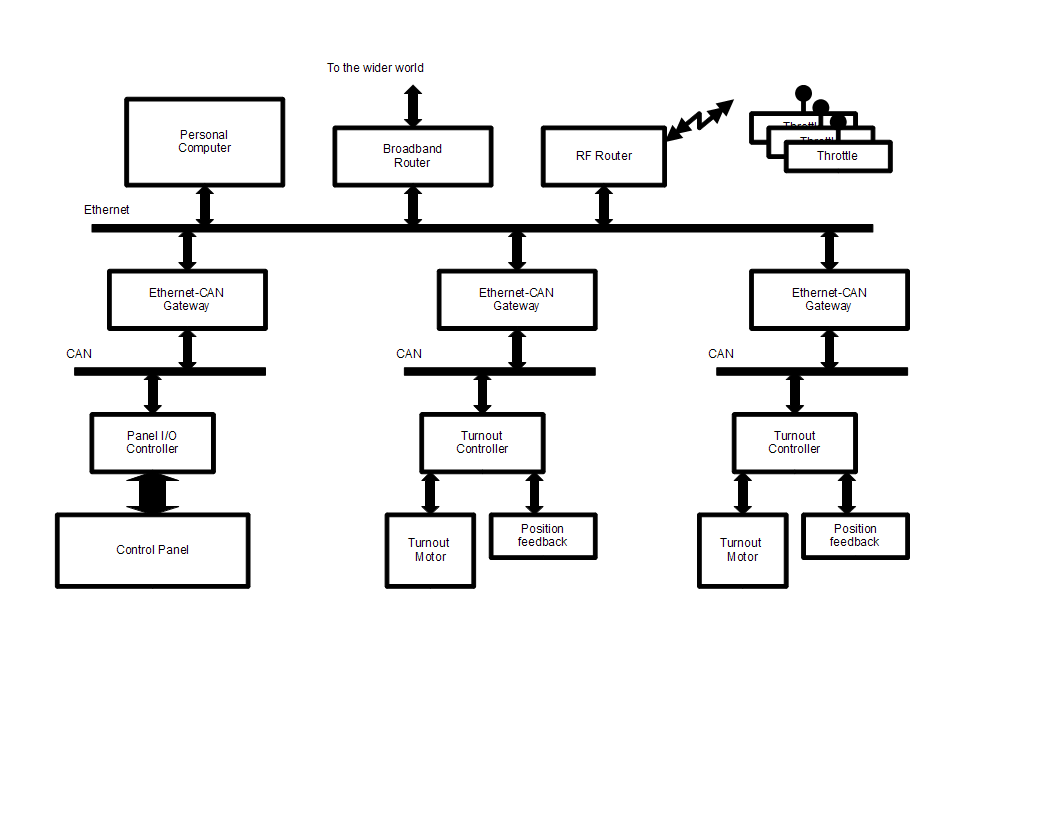 To the wider world
Personal
Computer
Broadband
Router
RF Router
Throttle
Ethernet
Ethernet-CAN
Gateway
Ethernet-CAN
Gateway
Ethernet-CAN
Gateway
CAN
CAN
CAN
Panel I/O
Controller
Turnout
Controller
Turnout
Controller
Control Panel
Turnout
Motor
Position
feedback
Turnout
Motor
Position
feedback